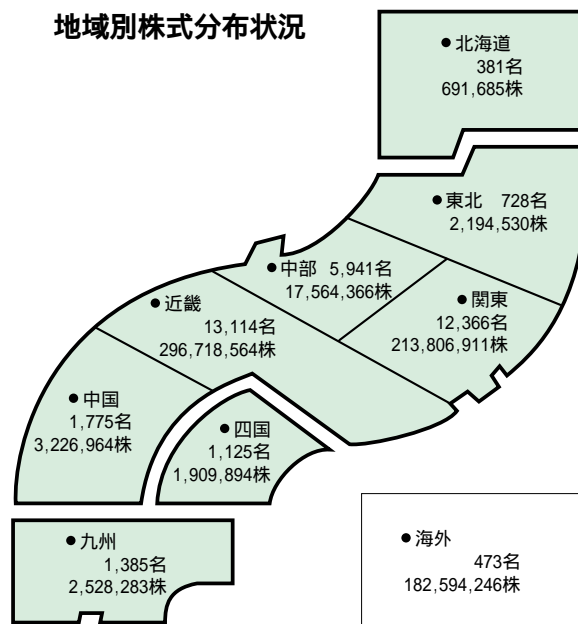 地域別株式分布状況
●北海道
381名
691,685株
●東北 728名
2,194,530株
●中部 5,941名
17,564,366株
●関東
12,366名
213,806,911株
●近畿
13,114名
296,718,564株
●中国
1,775名
3,226,964株
●四国
1,125名
1,909,894株
●九州
1,385名
2,528,283株
●海外
473名
182,594,246株